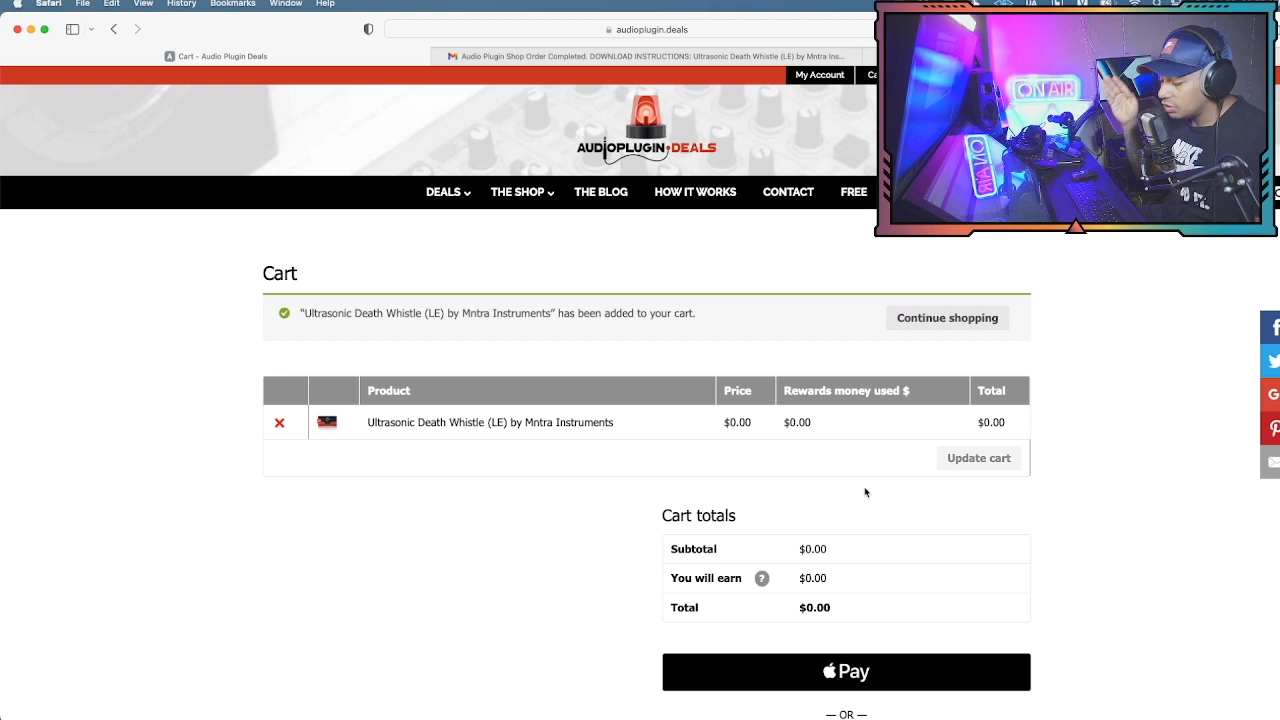 Safari File Edit View History Bookmarks Window Help
audioplugin.deals
Cart - Audio Plugin Deals
Audio Plugin Shop Order Completed. DOWNLOAD INSTRUCTIONS: Ultrasonic Death Whistle (LE) by Mntra Ins...
My Account
AUDIOPLUGIN.DEALS
DEALS THE SHOP THE BLOG HOW IT WORKS CONTACT FREE
ON AIR
Cart
“Ultrasonic Death Whistle (LE) by Mntra Instruments” has been added to your cart.
Continue shopping
Product Price Rewards money used $ Total
Ultrasonic Death Whistle (LE) by Mntra Instruments $0.00 $0.00 $0.00
Update cart
Cart totals
Subtotal $0.00
You will earn ? $0.00
Total $0.00
Pay
— OR —